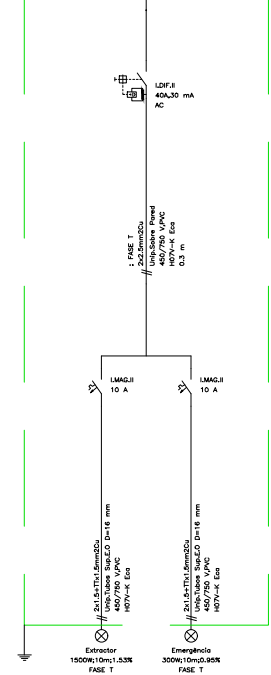 I.DIF.II
40A,30 mA
AC
; FASE T
2x2.5mm2Cu
Unip.Sobre Pared
450/750 V,PVC
H07V-K Eca
0.3 m
I.MAG.II
10 A
I.MAG.II
10 A
2x1.5+TTx1.5mm2Cu
Unip.Tubos Sup.E.O D=16 mm
450/750 V,PVC
H07V-K Eca
2x1.5+TTx1.5mm2Cu
Unip.Tubos Sup.E.O D=16 mm
450/750 V,PVC
H07V-K Eca
Extractor
1500W;10m;1.53%
FASE T
Emergência
300W;10m;0.95%
FASE T